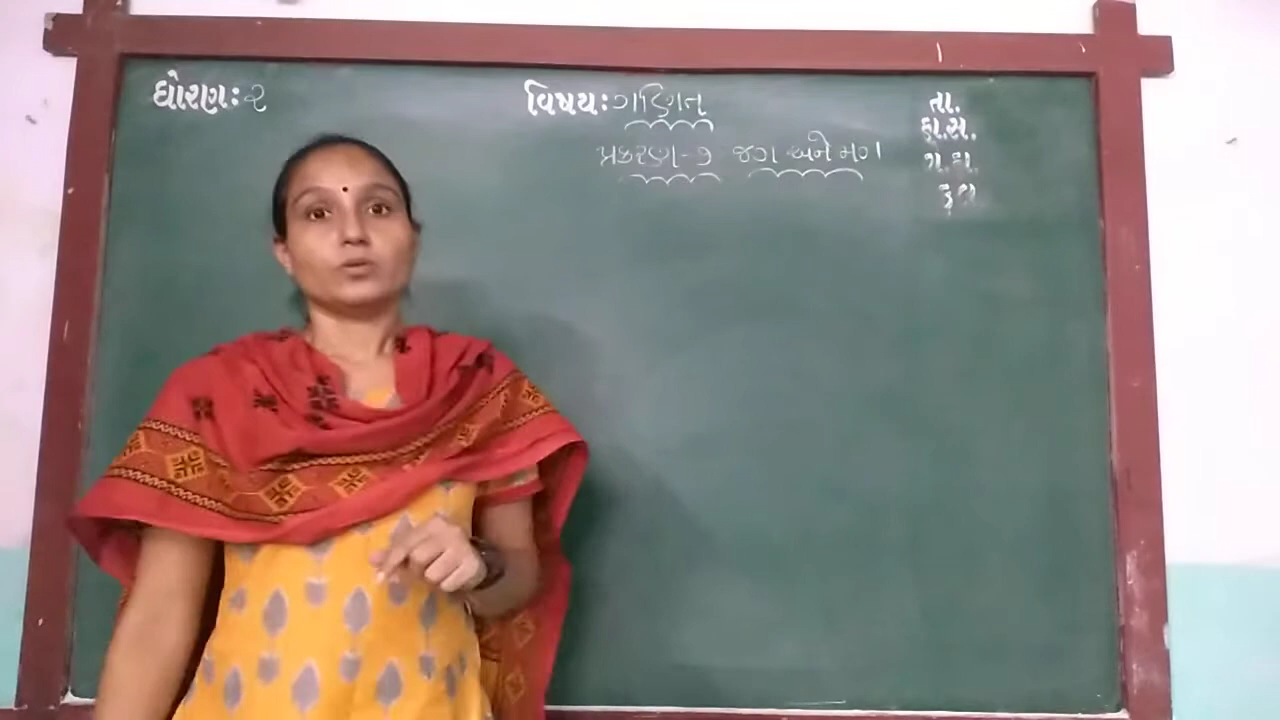 ધોરણ: ૨
વિષય: ગણિત
પ્રકરણ-૭ જગ અને મગ
તા.
હા.સ.
ગે.હા.
કુલ